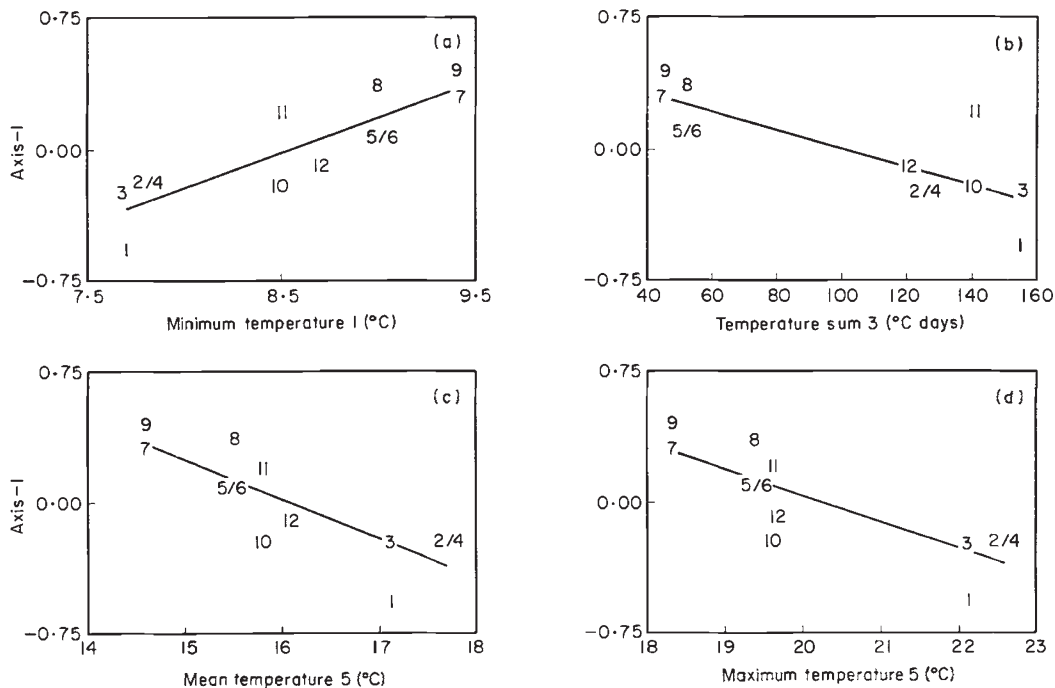 0·75
(a)
9
8
7
11
5/6
Axis-1
0·00
12
3 2/4
10
1
-0·75
7·5 8·5 9·5
Minimum temperature 1 (°C)
(b)
9
8
7
11
5/6
0·00
12
2/4 10 3
1
-0·75
40 60 80 100 120 140 160
Temperature sum 3 (°C days)
0·75
(c)
9
8
7
11
5/6
Axis-1
0·00
12
10 3 2/4
1
-0·75
14 15 16 17 18
Mean temperature 5 (°C)
0·75
(d)
9
8
7
11
5/6
0·00
12
10 3 2/4
1
-0·75
18 19 20 21 22 23
Maximum temperature 5 (°C)
0·75